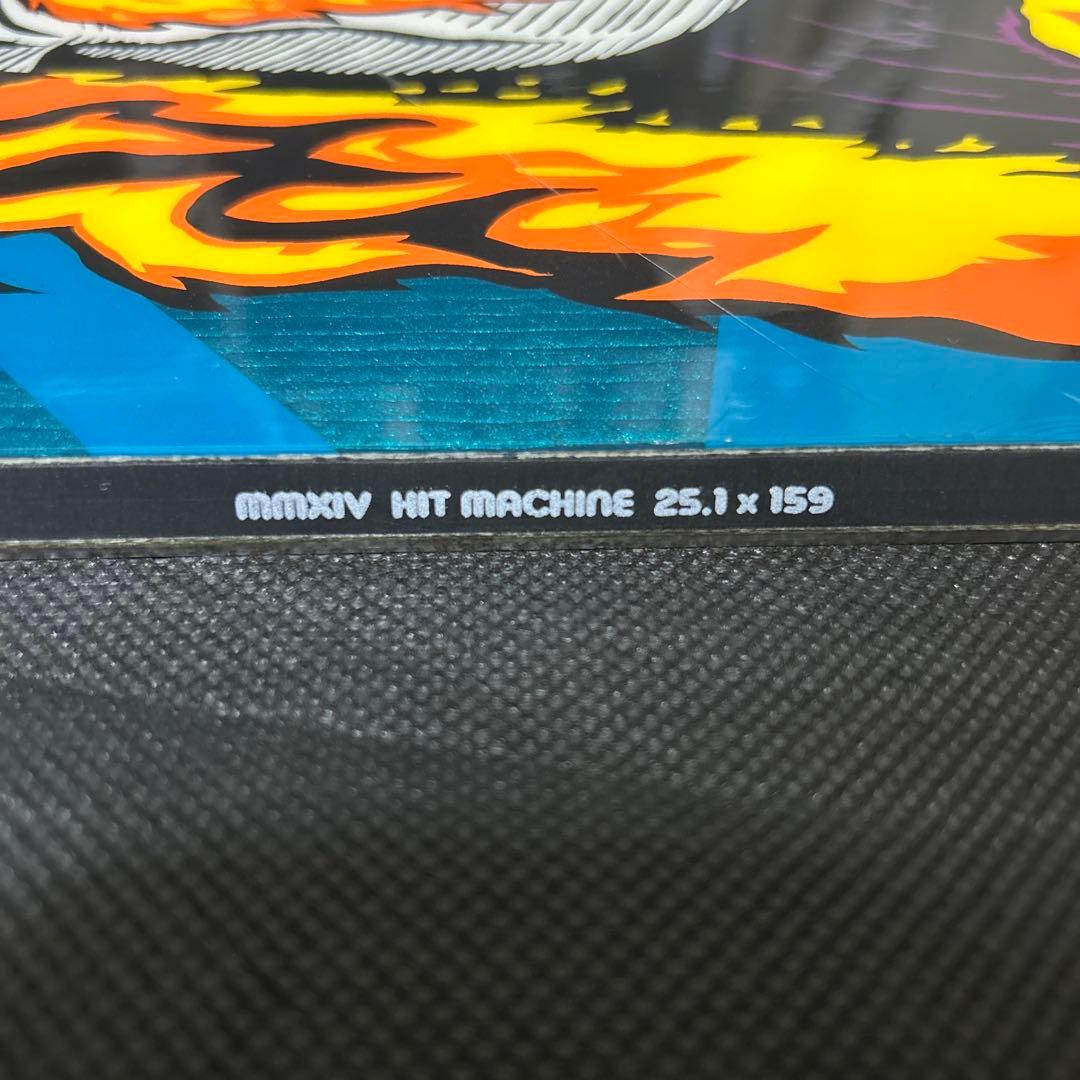 MMXIV HIT MACHINE 25.1 x 159